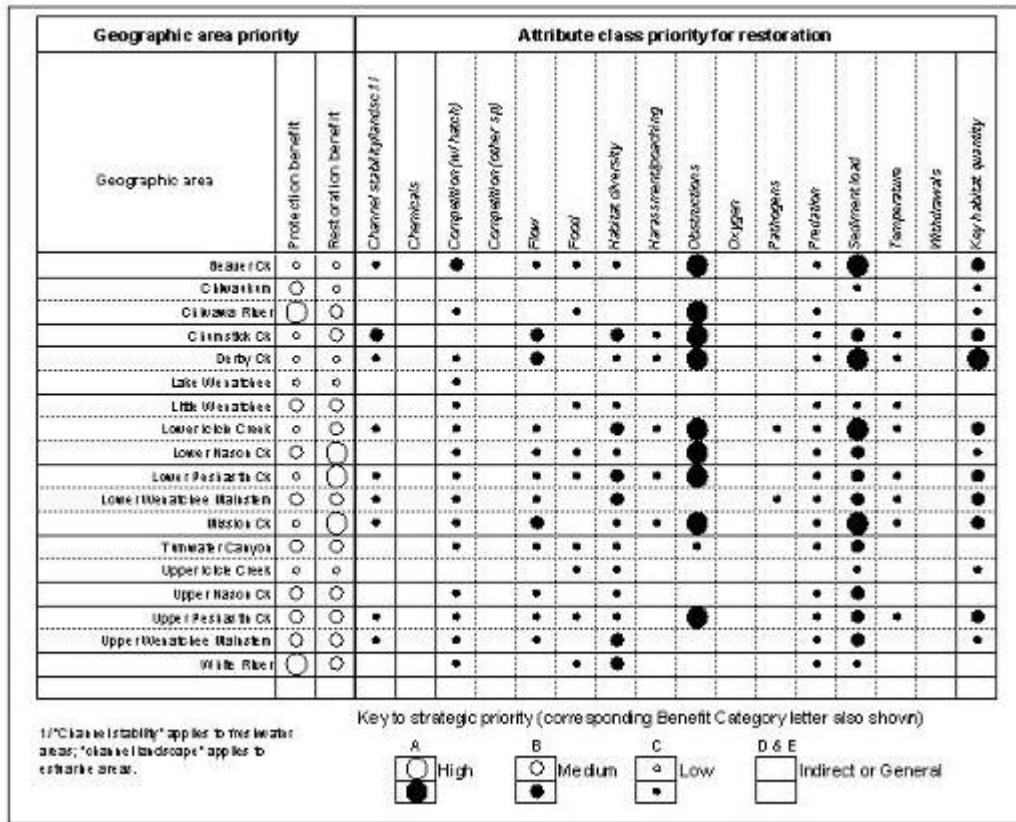 Geographic area priority
Attribute class priority for restoration
Geographic area
Protection benefit
Restoration benefit
Channel stability/landsc.1/
Chemicals
Competition (w/ hatch)
Competition (other sp)
Flow
Food
Habitat diversity
Harassment/poaching
Obstructions
Oxygen
Pathogens
Predation
Sediment load
Temperature
Withdrawals
Key habitat quantity
Beaver Ck
Chiwaukum
Chiwawa River
Chumstick Ck
Derby Ck
Lake Wenatchee
Little Wenatchee
Lower Icicle Creek
Lower Nason Ck
Lower Peshastin Ck
Lower Wenatchee Mainstem
Mission Ck
Tumwater Canyon
Upper Icicle Creek
Upper Nason Ck
Upper Peshastin Ck
Upper Wenatchee Mainstem
White River
1/"Channel stability" applies to freshwater
areas; "channel landscape" applies to
estuarine areas.
Key to strategic priority (corresponding Benefit Category letter also shown)
A
B
C
D & E
High
Medium
Low
Indirect or General